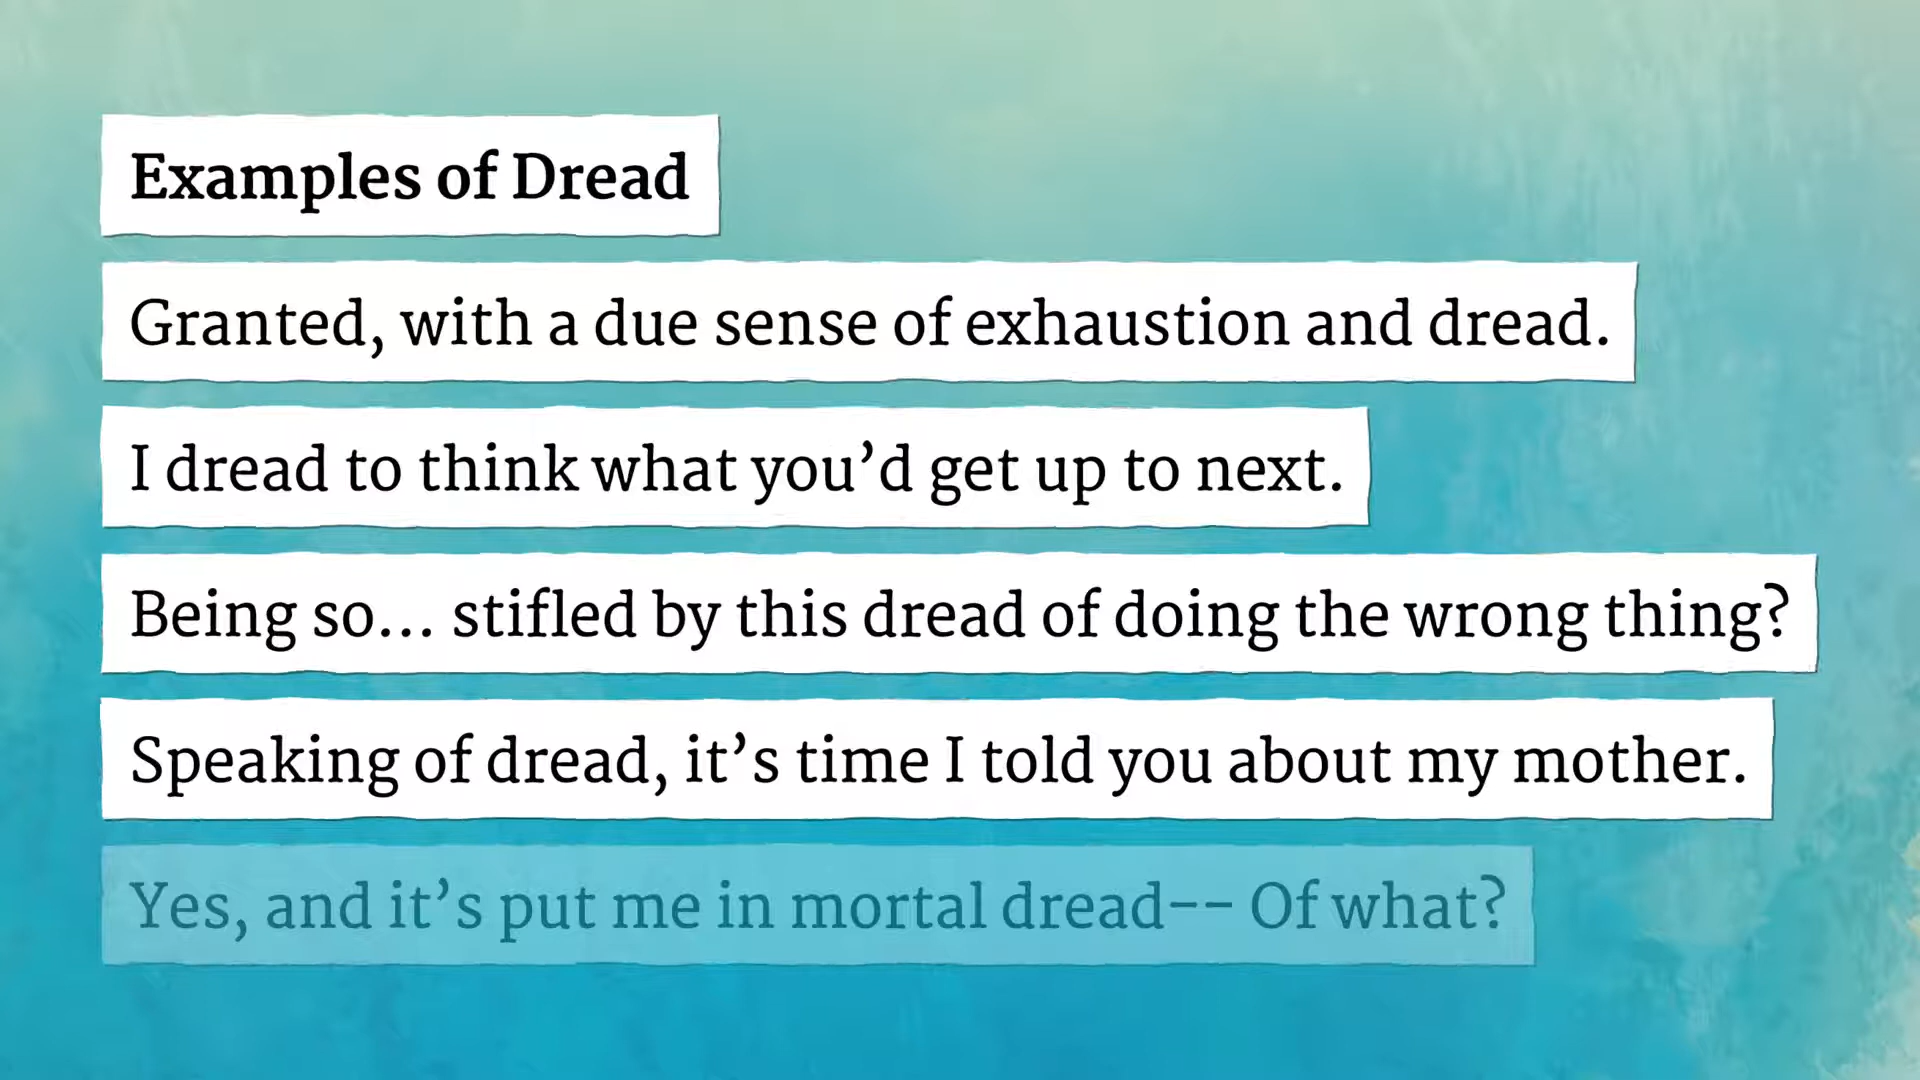 Examples of Dread
Granted, with a due sense of exhaustion and dread.
I dread to think what you’d get up to next.
Being so... stifled by this dread of doing the wrong thing?
Speaking of dread, it’s time I told you about my mother.
Yes, and it’s put me in mortal dread-- Of what?